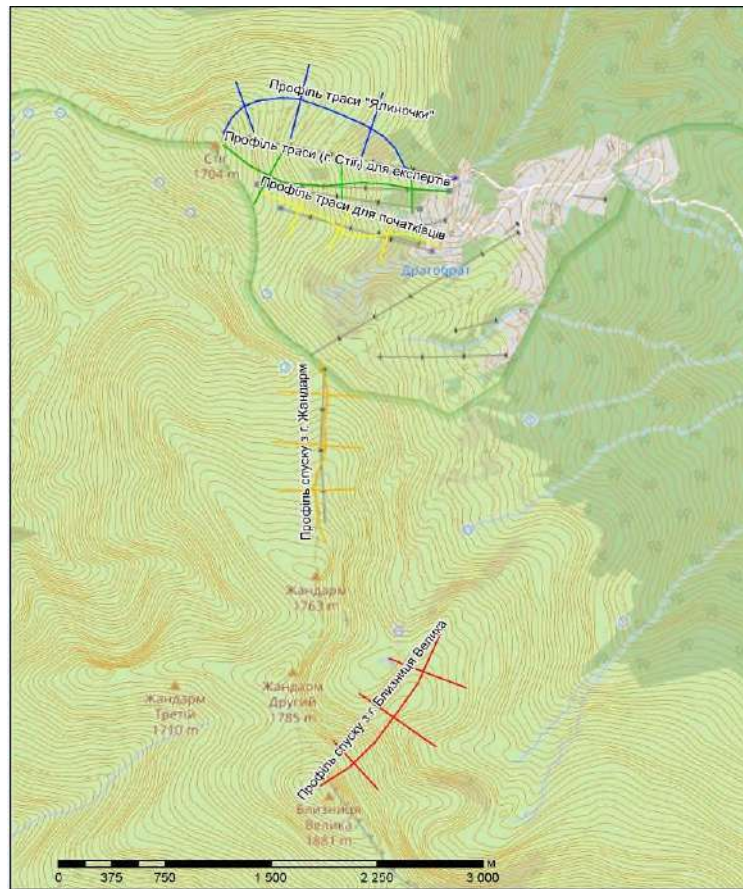 Профіль траси "Ялиночки"
Стіг
1704 m
Профіль траси (г. Стіг) для експертів
Профіль траси для початківців
Драгобрат
Профіль спуску з г. Жандарм
Жандарм
1763 m
Профіль спуску з г. Близниця Велика
Жандарм
Третій
1710 m
Жандарм
Другий
1785 m
Близниця
Велика
1881 m
М
0 375 750 1 500 2 250 3 000